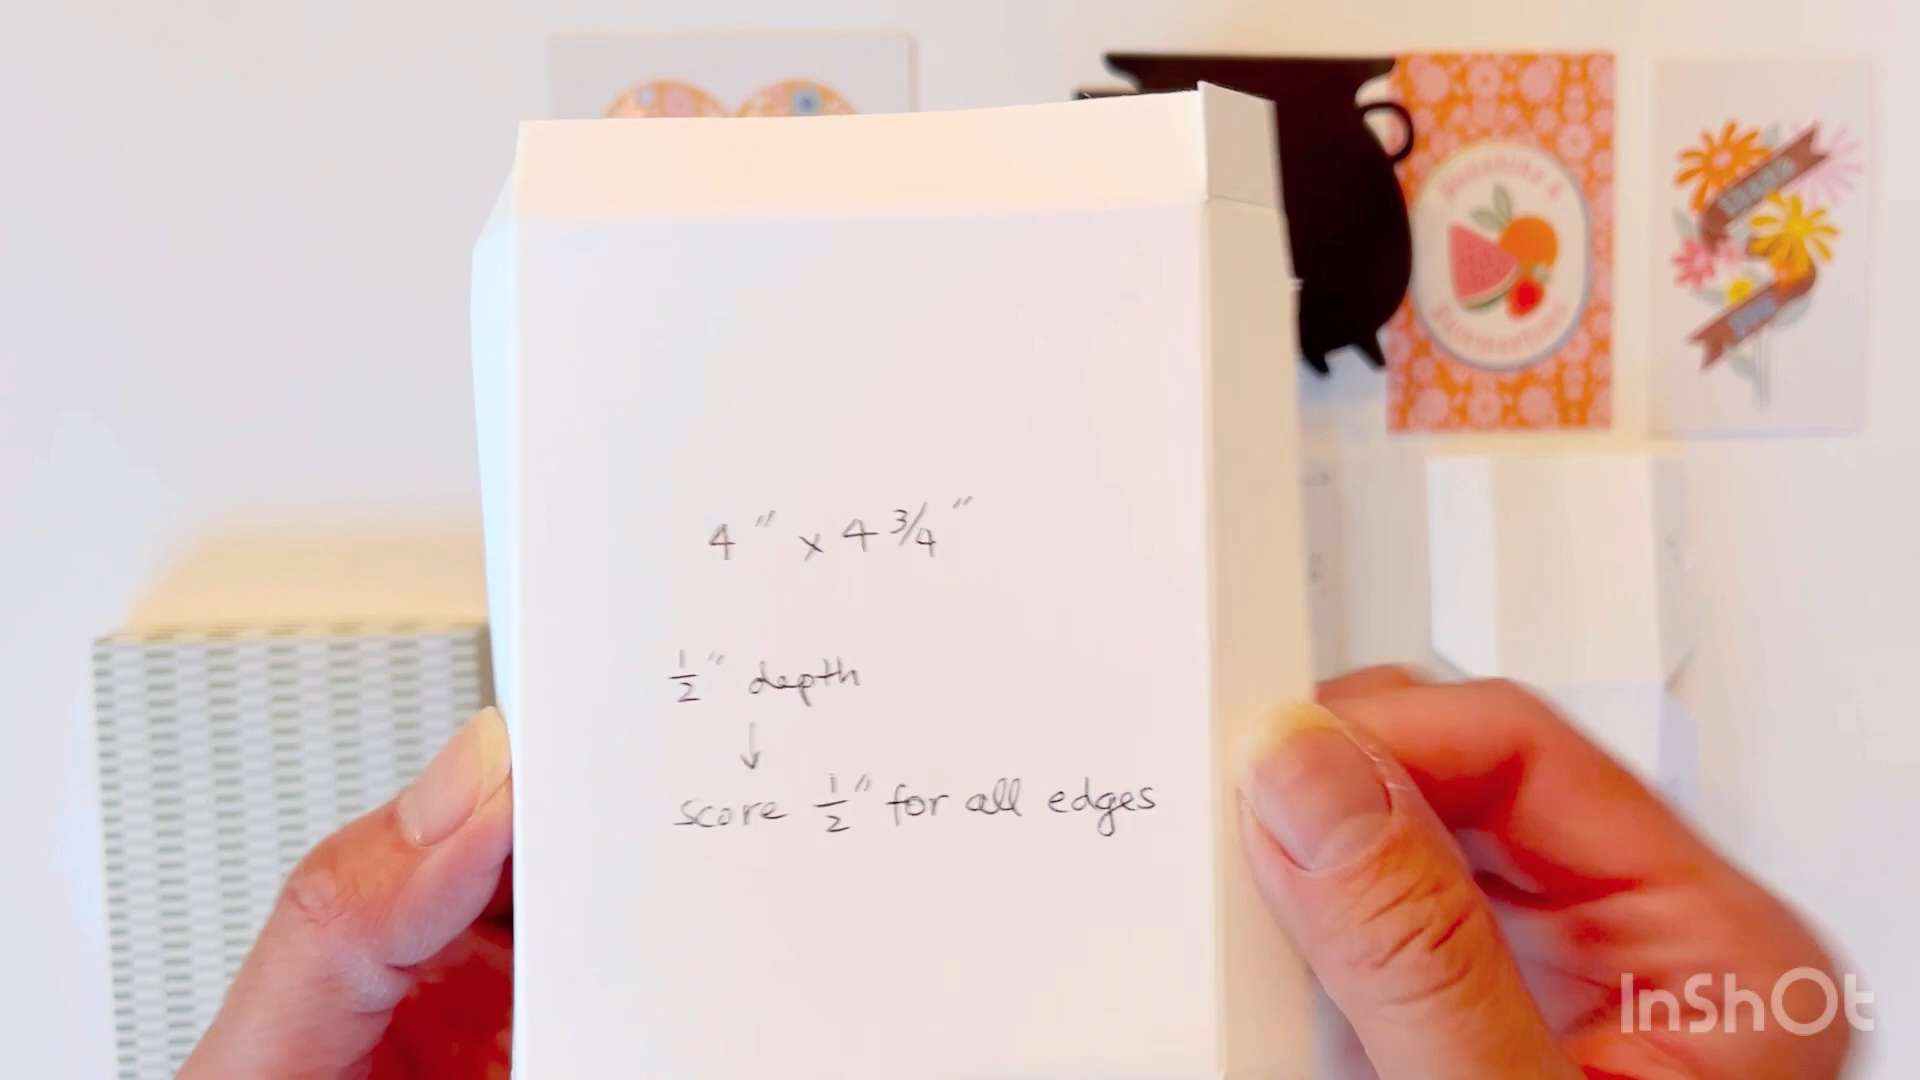 4" x 4 3/4"
1/2" depth
↓
score 1/2" for all edges
InShOt